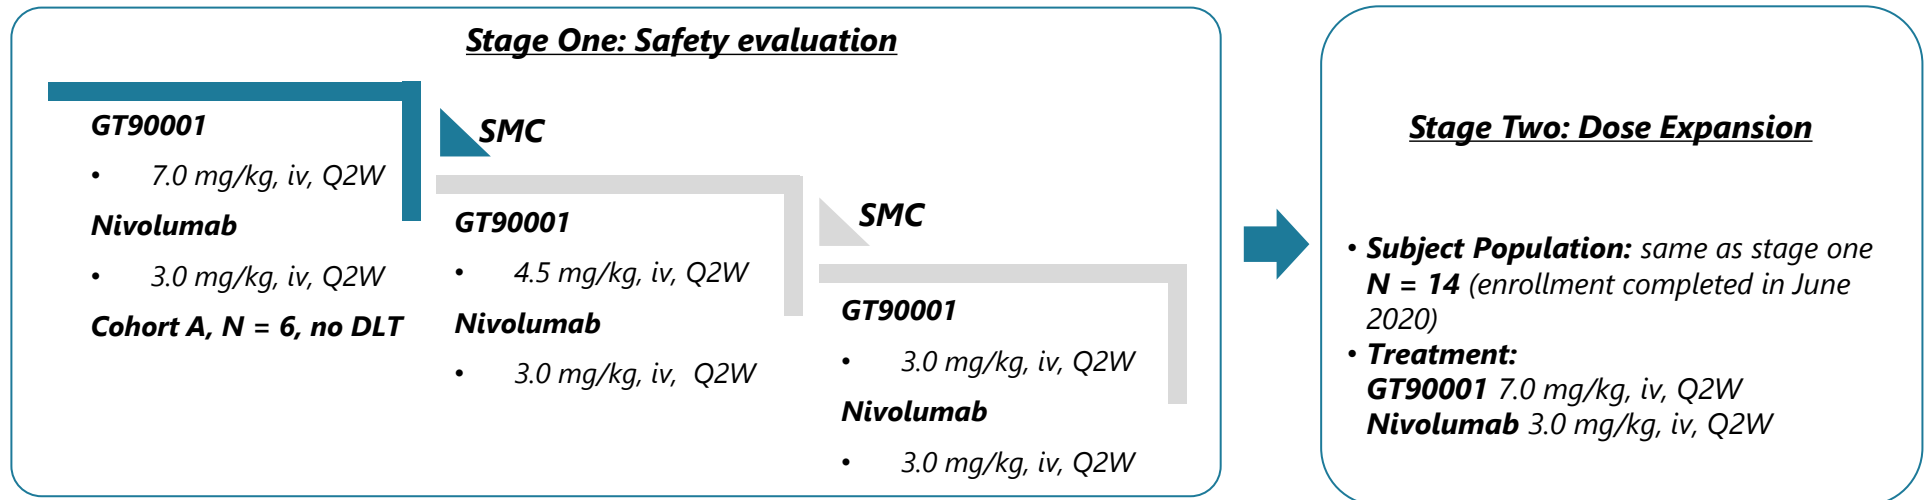 Stage One: Safety evaluation
GT90001
• 7.0 mg/kg, iv, Q2W
Nivolumab
• 3.0 mg/kg, iv, Q2W
Cohort A, N = 6, no DLT
SMC
GT90001
• 4.5 mg/kg, iv, Q2W
Nivolumab
• 3.0 mg/kg, iv, Q2W
SMC
GT90001
• 3.0 mg/kg, iv, Q2W
Nivolumab
• 3.0 mg/kg, iv, Q2W
Stage Two: Dose Expansion
• Subject Population: same as stage one
N = 14 (enrollment completed in June
2020)
• Treatment:
GT90001 7.0 mg/kg, iv, Q2W
Nivolumab 3.0 mg/kg, iv, Q2W